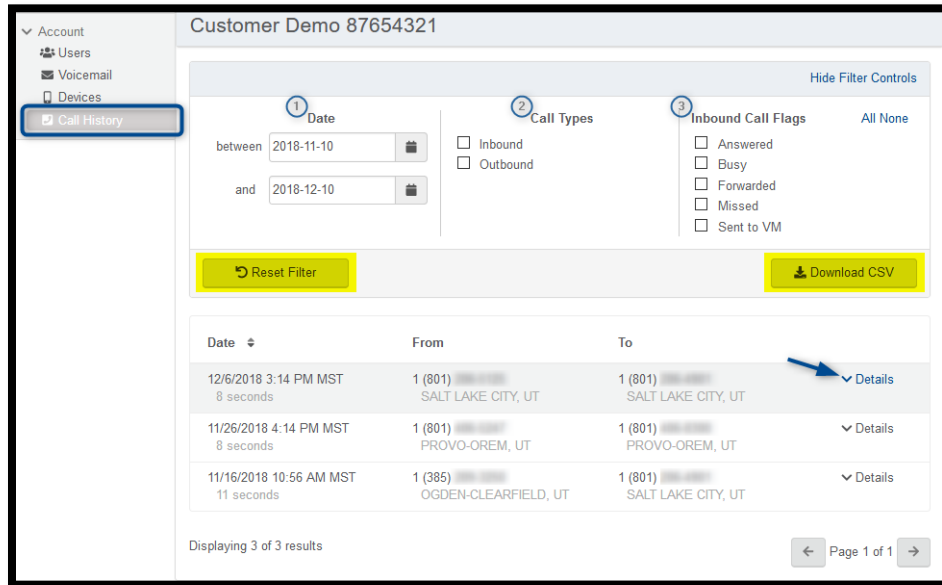 Account
Users
Voicemail
Devices
Call History
Customer Demo 87654321
Hide Filter Controls
1 Date
2 Call Types
3 Inbound Call Flags All None
between 2018-11-10
and 2018-12-10
Inbound
Outbound
Answered
Busy
Forwarded
Missed
Sent to VM
Reset Filter
Download CSV
Date From To
12/6/2018 3:14 PM MST 1 (801) 1 (801) Details
8 seconds SALT LAKE CITY, UT SALT LAKE CITY, UT
11/26/2018 4:14 PM MST 1 (801) 1 (801) Details
8 seconds PROVO-OREM, UT PROVO-OREM, UT
11/16/2018 10:56 AM MST 1 (385) 1 (801) Details
11 seconds OGDEN-CLEARFIELD, UT SALT LAKE CITY, UT
Displaying 3 of 3 results
Page 1 of 1